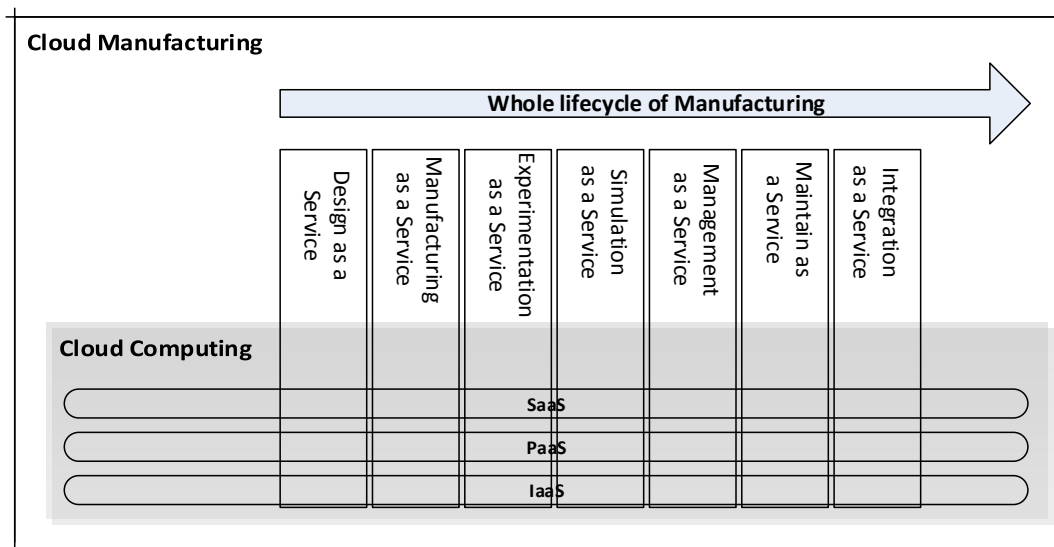 Cloud Manufacturing
Whole lifecycle of Manufacturing
Design as a
Service
Manufacturing
as a Service
Experimentation
as a Service
Simulation
as a Service
Management
as a Service
Maintain as
a Service
Integration
as a Service
Cloud Computing
SaaS
PaaS
IaaS